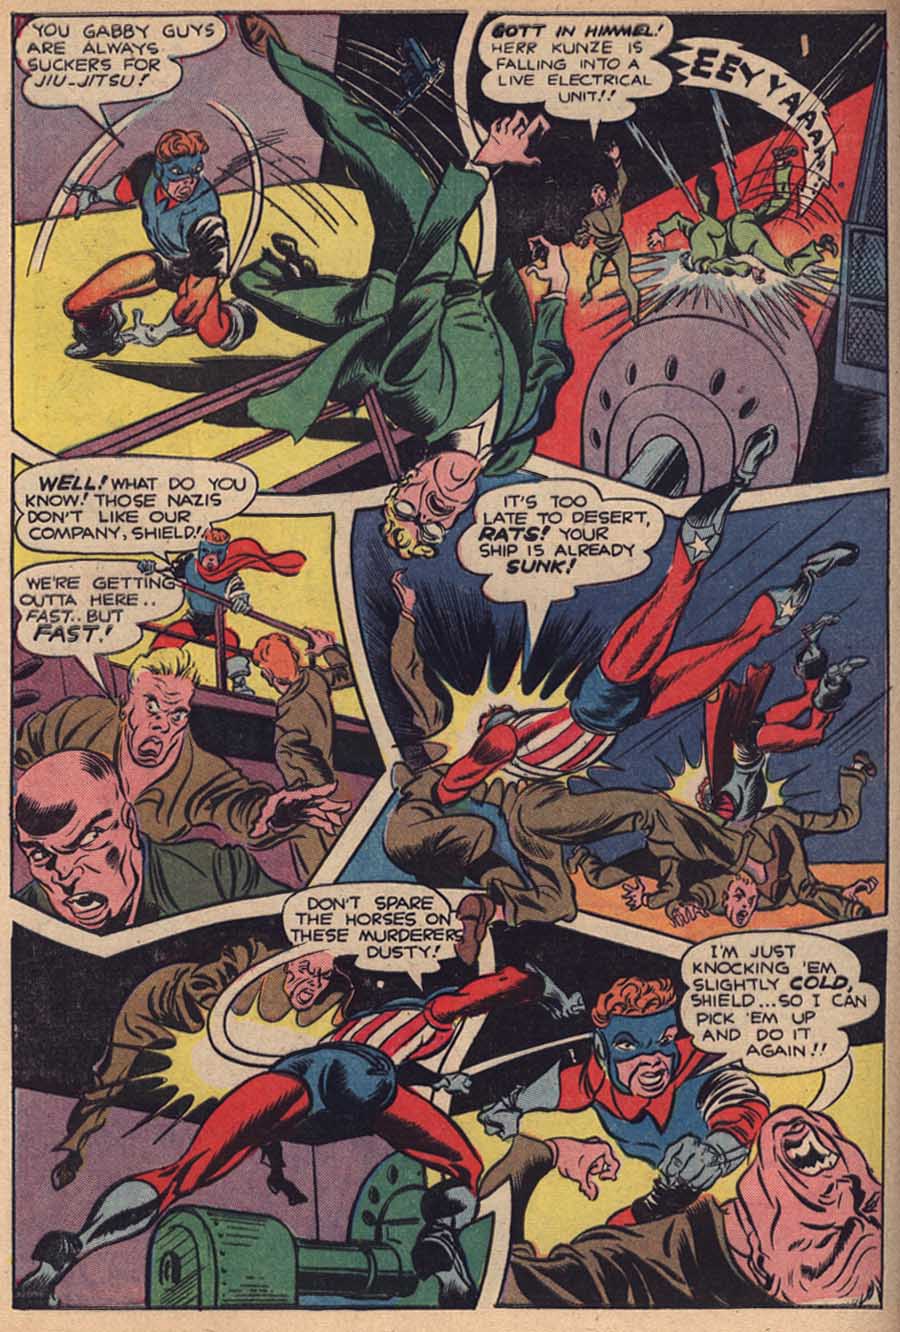 YOU GABBY GUYS
ARE ALWAYS
SUCKERS FOR
JIU-JITSU!
GOTT IN HIMMEL!
HERR KUNZE IS
FALLING INTO A
LIVE ELECTRICAL
UNIT!!
EEYYAAAAH!
WELL! WHAT DO YOU
KNOW! THOSE NAZIS
DON'T LIKE OUR
COMPANY, SHIELD!
WE'RE GETTING
OUTTA HERE..
FAST.. BUT
FAST!
IT'S TOO
LATE TO DESERT,
RATS! YOUR
SHIP IS ALREADY
SUNK!
DON'T SPARE
THE HORSES ON
THESE MURDERERS
DUSTY!
I'M JUST
KNOCKING 'EM
SLIGHTLY COLD,
SHIELD...SO I CAN
PICK 'EM UP
AND DO IT
AGAIN!!